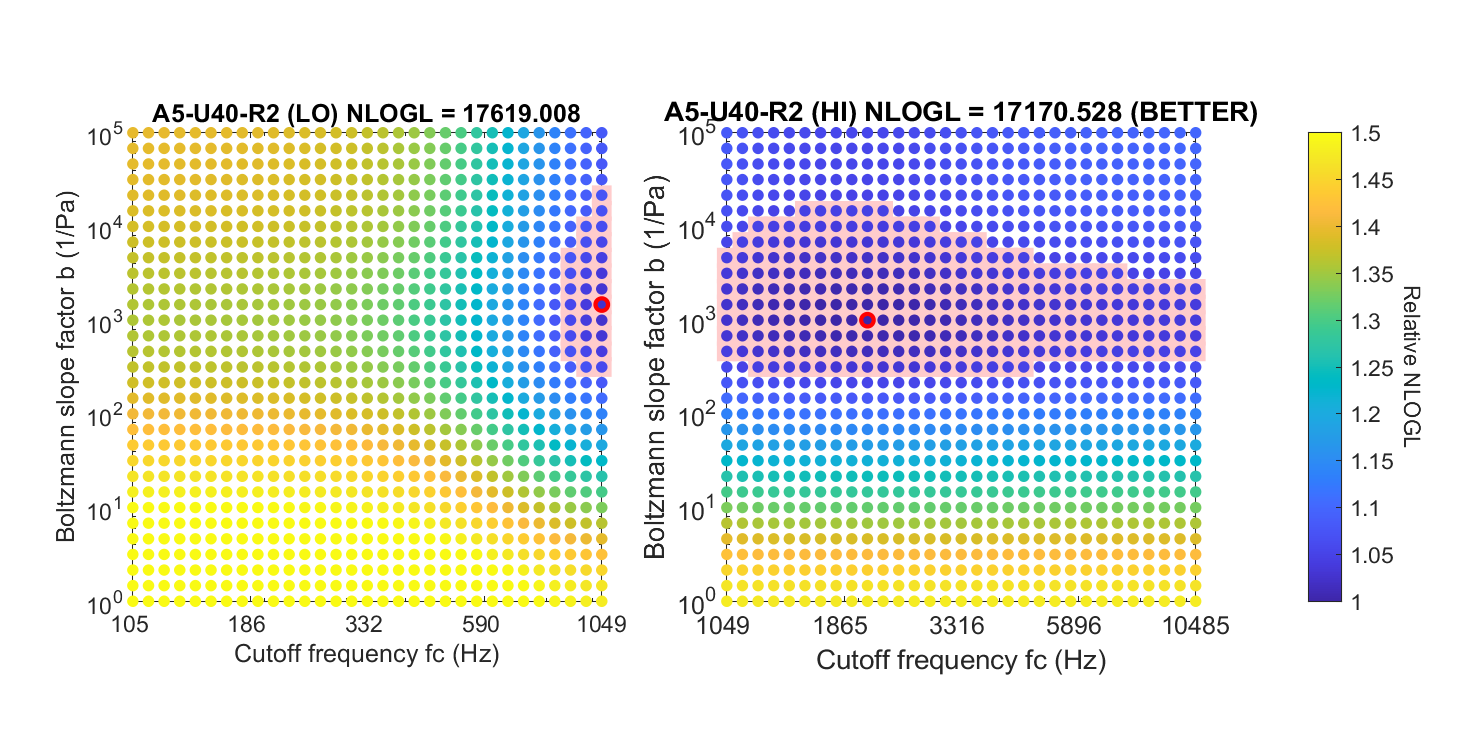 A5-U40-R2 (LO) NLOGL = 17619.008
10^5
10^4
10^3
10^2
10^1
10^0
Boltzmann slope factor b (1/Pa)
105 186 332 590 1049
Cutoff frequency fc (Hz)
A5-U40-R2 (HI) NLOGL = 17170.528 (BETTER)
10^5
10^4
10^3
10^2
10^1
10^0
Boltzmann slope factor b (1/Pa)
1049 1865 3316 5896 10485
Cutoff frequency fc (Hz)
1.5
1.45
1.4
1.35
1.3
1.25
1.2
1.15
1.1
1.05
1
Relative NLOGL